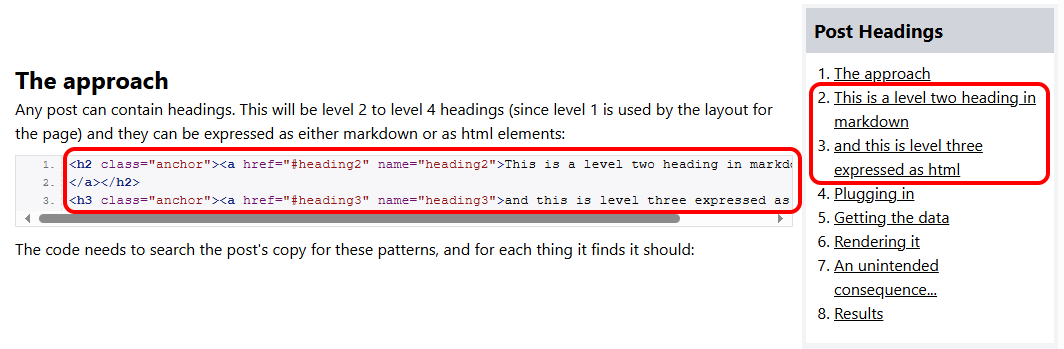 The approach
Any post can contain headings. This will be level 2 to level 4 headings (since level 1 is used by the layout for
the page) and they can be expressed as either markdown or as html elements:
1. <h2 class="anchor"><a href="#heading2" name="heading2">This is a level two heading in markdo
2. </a></h2>
3. <h3 class="anchor"><a href="#heading3" name="heading3">and this is level three expressed as
The code needs to search the post's copy for these patterns, and for each thing it finds it should:
Post Headings
1. The approach
2. This is a level two heading in
markdown
3. and this is level three
expressed as html
4. Plugging in
5. Getting the data
6. Rendering it
7. An unintended
consequence...
8. Results